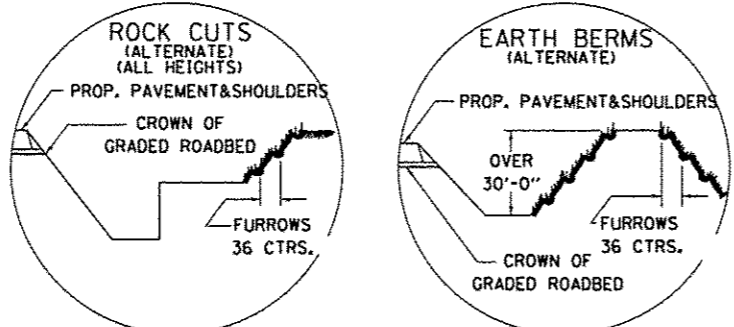 ROCK CUTS
(ALTERNATE)
(ALL HEIGHTS)
PROP. PAVEMENT&SHOULDERS
CROWN OF
GRADED ROADBED
FURROWS
36 CTRS.
EARTH BERMS
(ALTERNATE)
PROP. PAVEMENT&SHOULDERS
OVER
30'-0"
FURROWS
36 CTRS.
CROWN OF
GRADED ROADBED